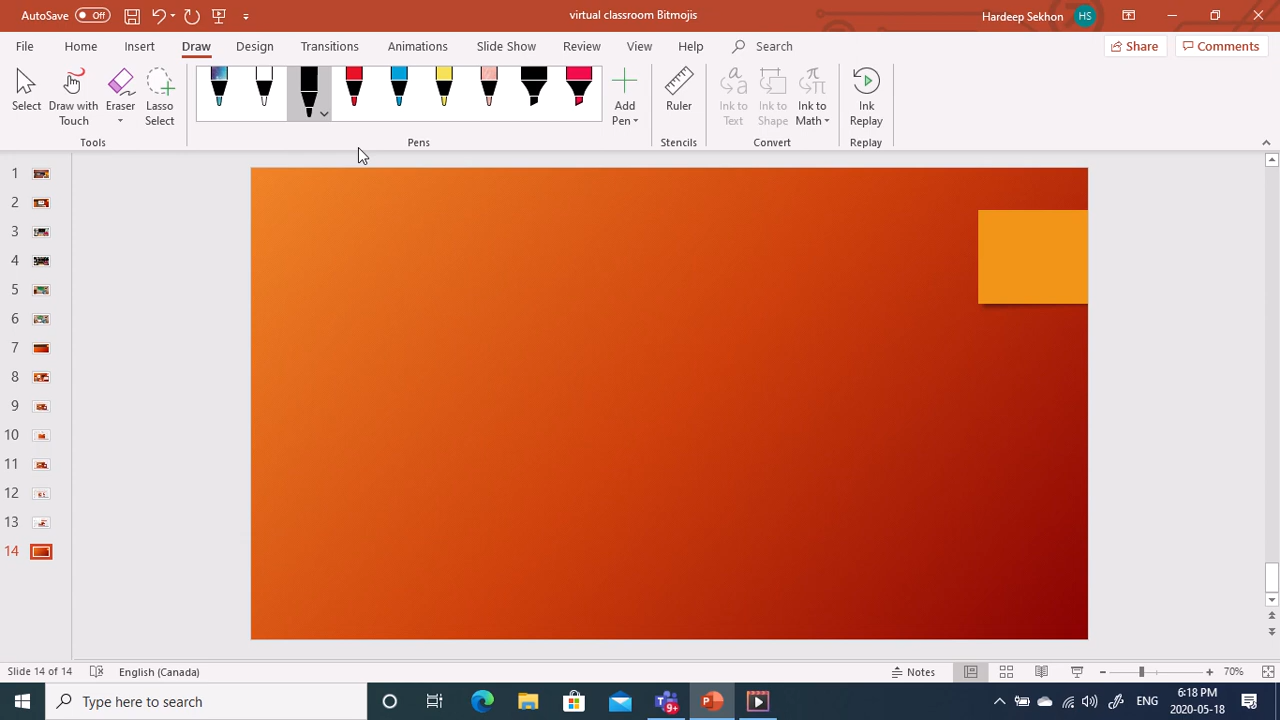 AutoSave Off virtual classroom Bitmojis Hardeep Sekhon HS
File Home Insert Draw Design Transitions Animations Slide Show Review View Help Search Share Comments
Select Draw with Touch Eraser Lasso Select Add Pen Ruler Ink to Text Ink to Shape Ink to Math Ink Replay
Tools Pens Stencils Convert Replay
1
2
3
4
5
6
7
8
9
10
11
12
13
14
Slide 14 of 14 English (Canada) Notes 70%
Type here to search 9+ ENG 6:18 PM
2020-05-18